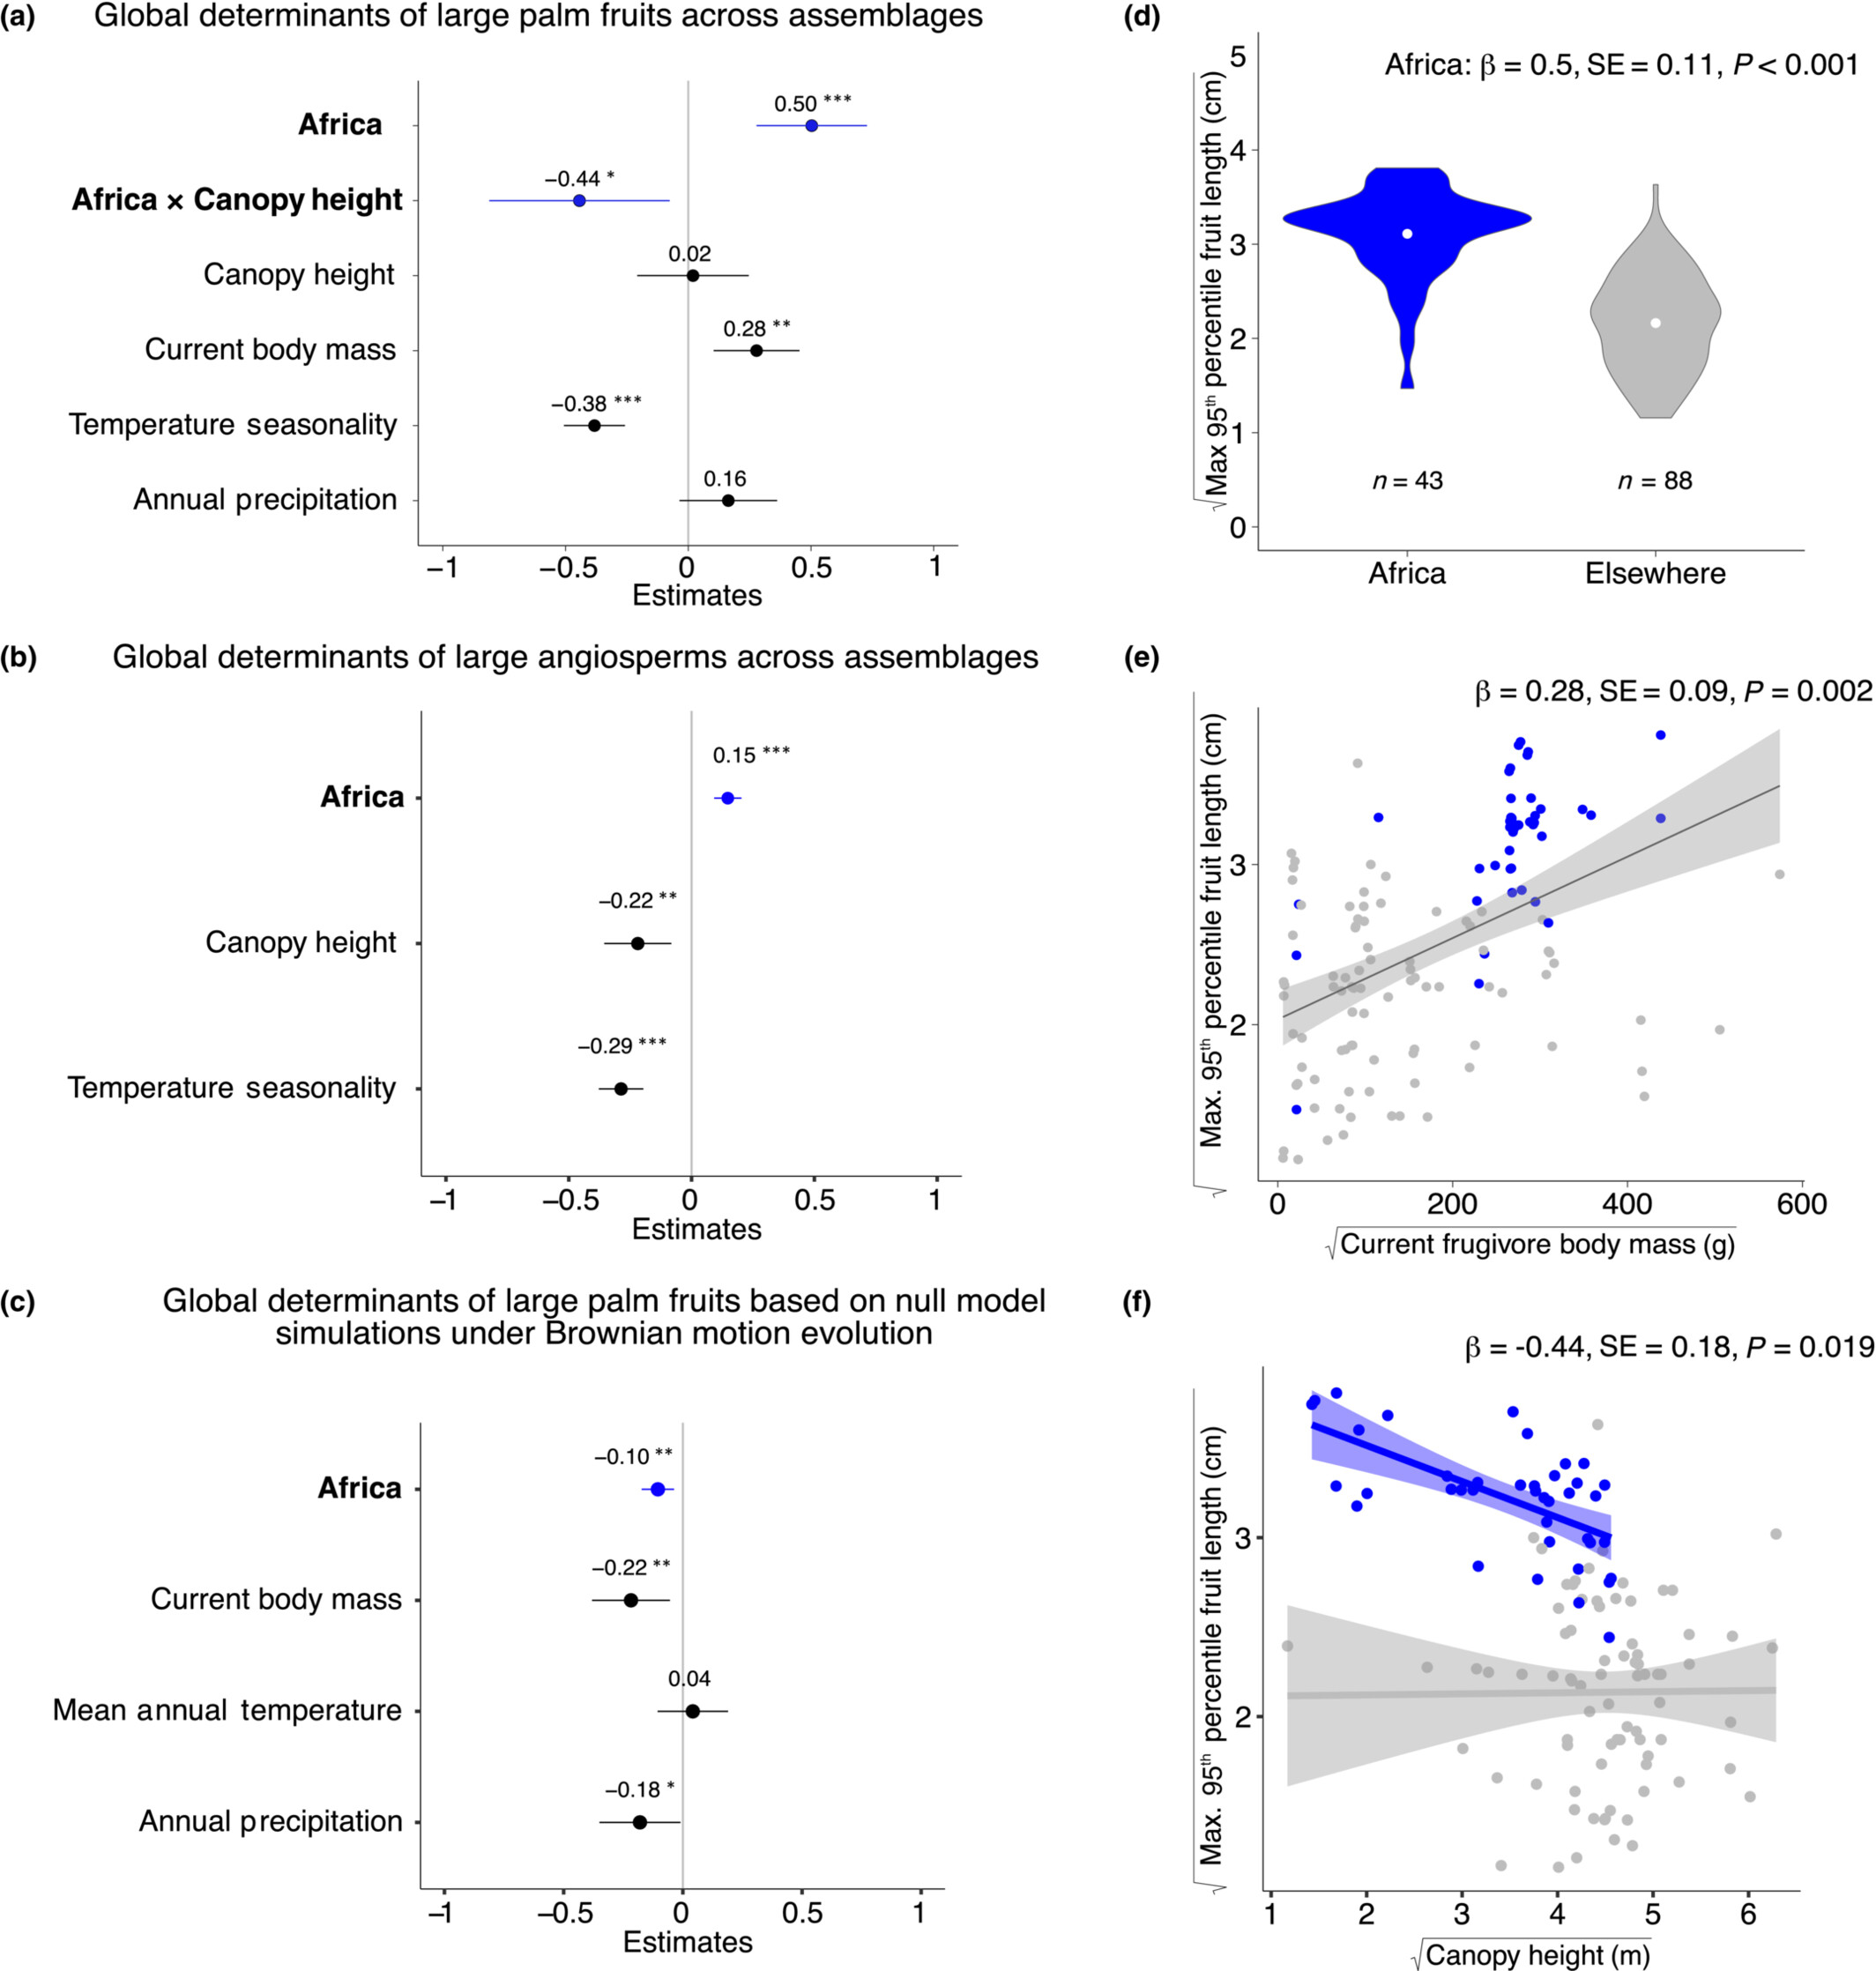 (a) Global determinants of large palm fruits across assemblages
Africa
0.50 ***
Africa × Canopy height
−0.44 *
Canopy height
0.02
Current body mass
0.28 **
Temperature seasonality
−0.38 ***
Annual precipitation
0.16
−1 −0.5 0 0.5 1
Estimates
(b) Global determinants of large angiosperms across assemblages
Africa
0.15 ***
Canopy height
−0.22 **
Temperature seasonality
−0.29 ***
−1 −0.5 0 0.5 1
Estimates
(c) Global determinants of large palm fruits based on null model
simulations under Brownian motion evolution
Africa
−0.10 **
Current body mass
−0.22 **
Mean annual temperature
0.04
Annual precipitation
−0.18 *
−1 −0.5 0 0.5 1
Estimates
(d)
Africa: β = 0.5, SE = 0.11, P < 0.001
√Max 95th percentile fruit length (cm)
5
4
3
2
1
0
n = 43
n = 88
Africa Elsewhere
(e)
β = 0.28, SE = 0.09, P = 0.002
√Max. 95th percentile fruit length (cm)
3
2
0 200 400 600
√Current frugivore body mass (g)
(f)
β = -0.44, SE = 0.18, P = 0.019
√Max. 95th percentile fruit length (cm)
3
2
1 2 3 4 5 6
√Canopy height (m)